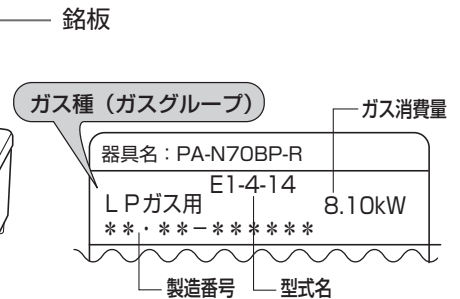 銘板
ガス種（ガスグループ）
ガス消費量
器具名：PA-N70BP-R
E1-4-14
LPガス用
8.10kW
**・**-******
製造番号
型式名